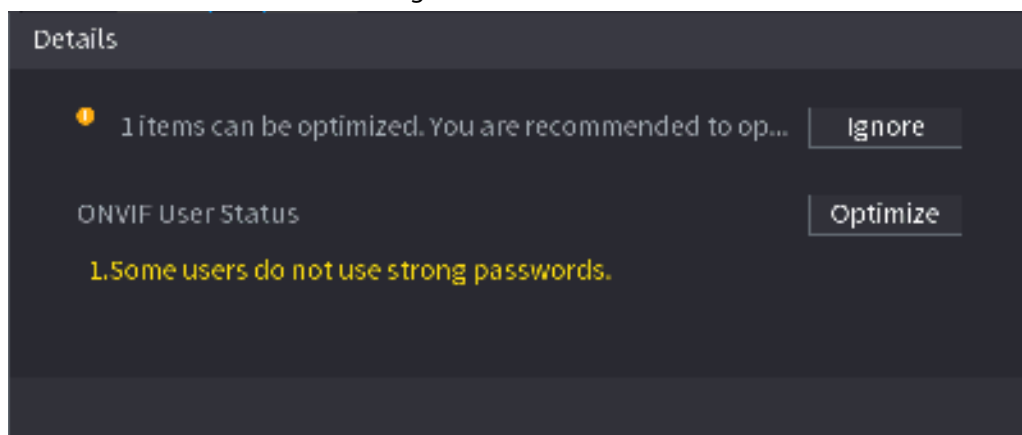 Details
1 items can be optimized. You are recommended to op...
Ignore
ONVIF User Status
Optimize
1.Some users do not use strong passwords.